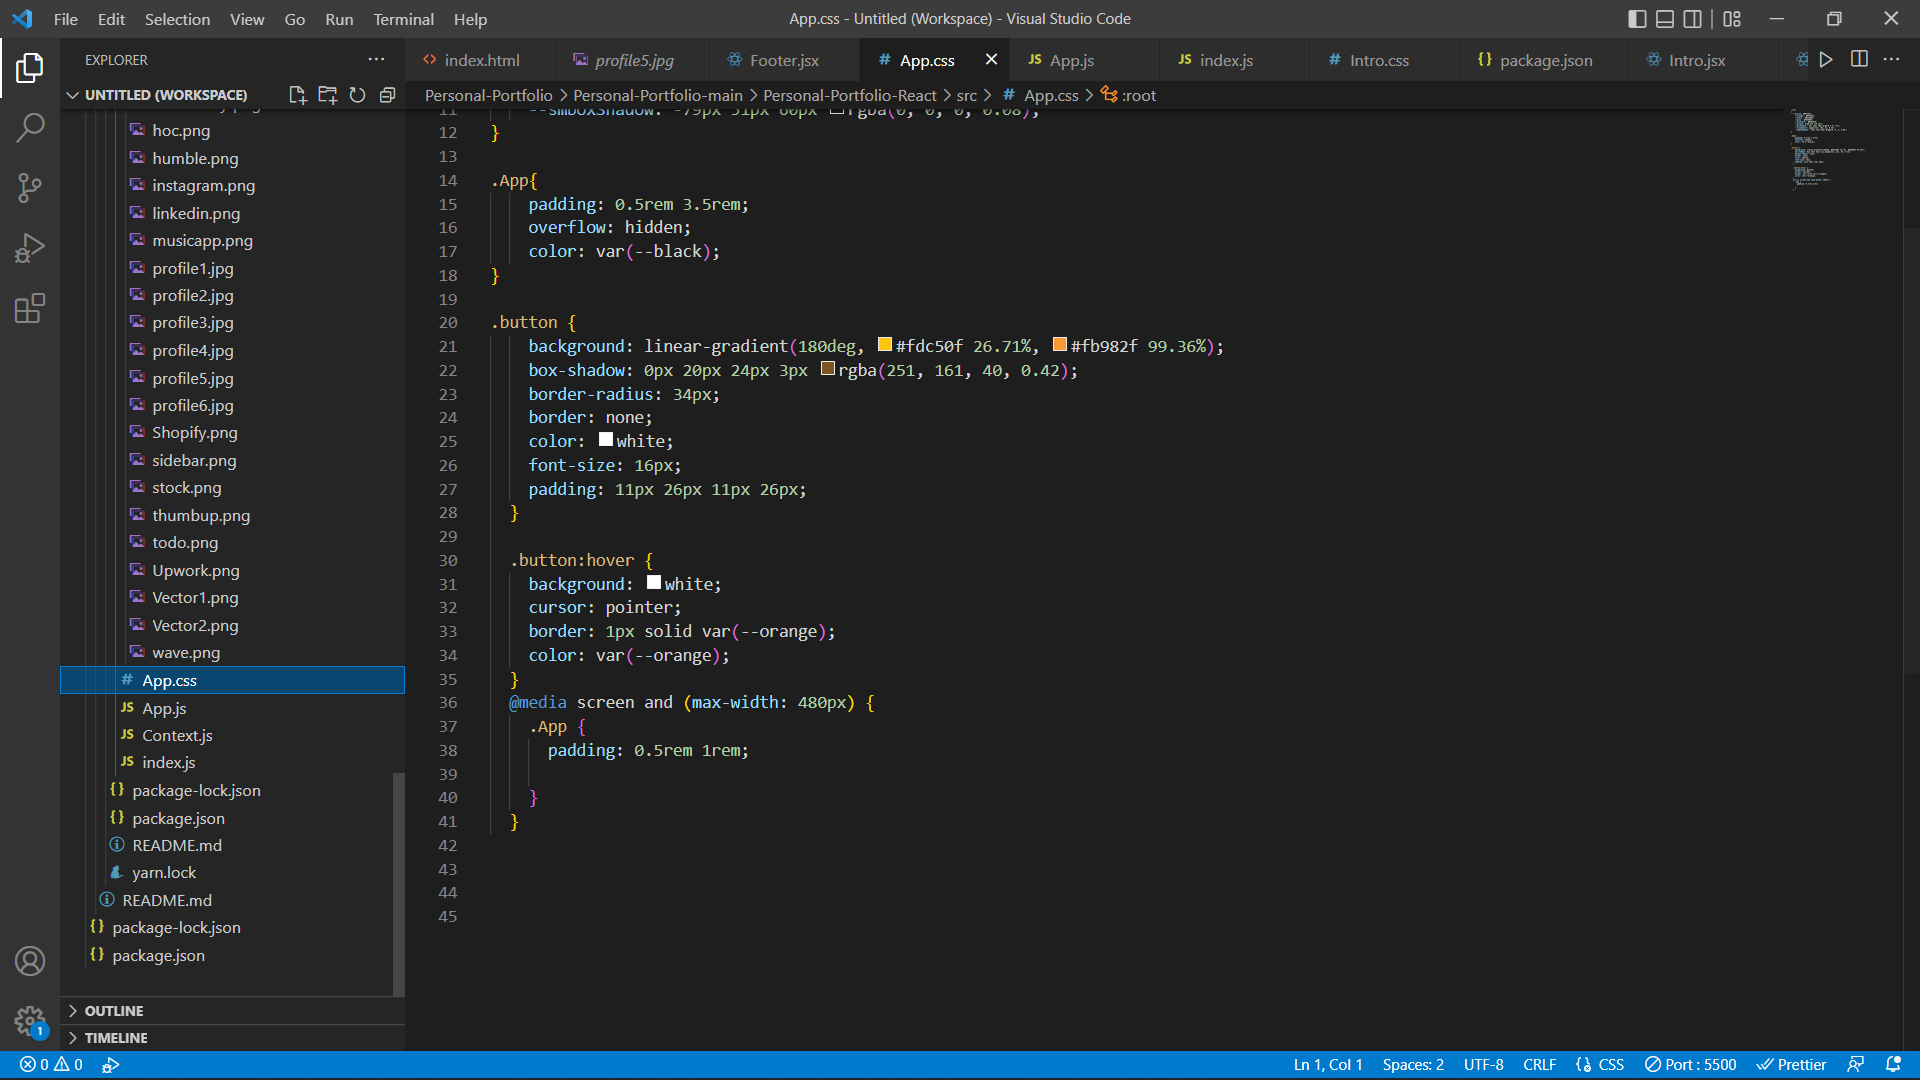 File Edit Selection View Go Run Terminal Help
App.css - Untitled (Workspace) - Visual Studio Code
EXPLORER
UNTITLED (WORKSPACE)
hoc.png
humble.png
instagram.png
linkedin.png
musicapp.png
profile1.jpg
profile2.jpg
profile3.jpg
profile4.jpg
profile5.jpg
profile6.jpg
Shopify.png
sidebar.png
stock.png
thumbup.png
todo.png
Upwork.png
Vector1.png
Vector2.png
wave.png
# App.css
JS App.js
JS Context.js
JS index.js
{} package-lock.json
{} package.json
README.md
yarn.lock
README.md
{} package-lock.json
{} package.json
OUTLINE
TIMELINE
1
<> index.html
profile5.jpg
Footer.jsx
# App.css
JS App.js
JS index.js
# Intro.css
{} package.json
Intro.jsx
Personal-Portfolio > Personal-Portfolio-main > Personal-Portfolio-React > src > # App.css > :root
11 --smboxShadow: -79px 51px 60px rgba(0, 0, 0, 0.08);
12 }
13
14 .App{
15 padding: 0.5rem 3.5rem;
16 overflow: hidden;
17 color: var(--black);
18 }
19
20 .button {
21 background: linear-gradient(180deg, #fdc50f 26.71%, #fb982f 99.36%);
22 box-shadow: 0px 20px 24px 3px rgba(251, 161, 40, 0.42);
23 border-radius: 34px;
24 border: none;
25 color: white;
26 font-size: 16px;
27 padding: 11px 26px 11px 26px;
28 }
29
30 .button:hover {
31 background: white;
32 cursor: pointer;
33 border: 1px solid var(--orange);
34 color: var(--orange);
35 }
36 @media screen and (max-width: 480px) {
37 .App {
38 padding: 0.5rem 1rem;
39
40 }
41 }
42
43
44
45
0 0
Ln 1, Col 1 Spaces: 2 UTF-8 CRLF {} CSS Port : 5500 Prettier